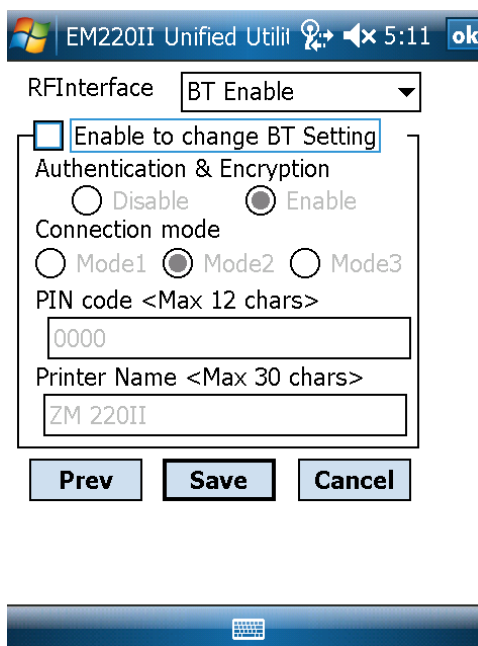 EM220II Unified Utilit 5:11 ok
RFInterface BT Enable
Enable to change BT Setting
Authentication & Encryption
Disable Enable
Connection mode
Mode1 Mode2 Mode3
PIN code <Max 12 chars>
0000
Printer Name <Max 30 chars>
ZM 220II
Prev Save Cancel